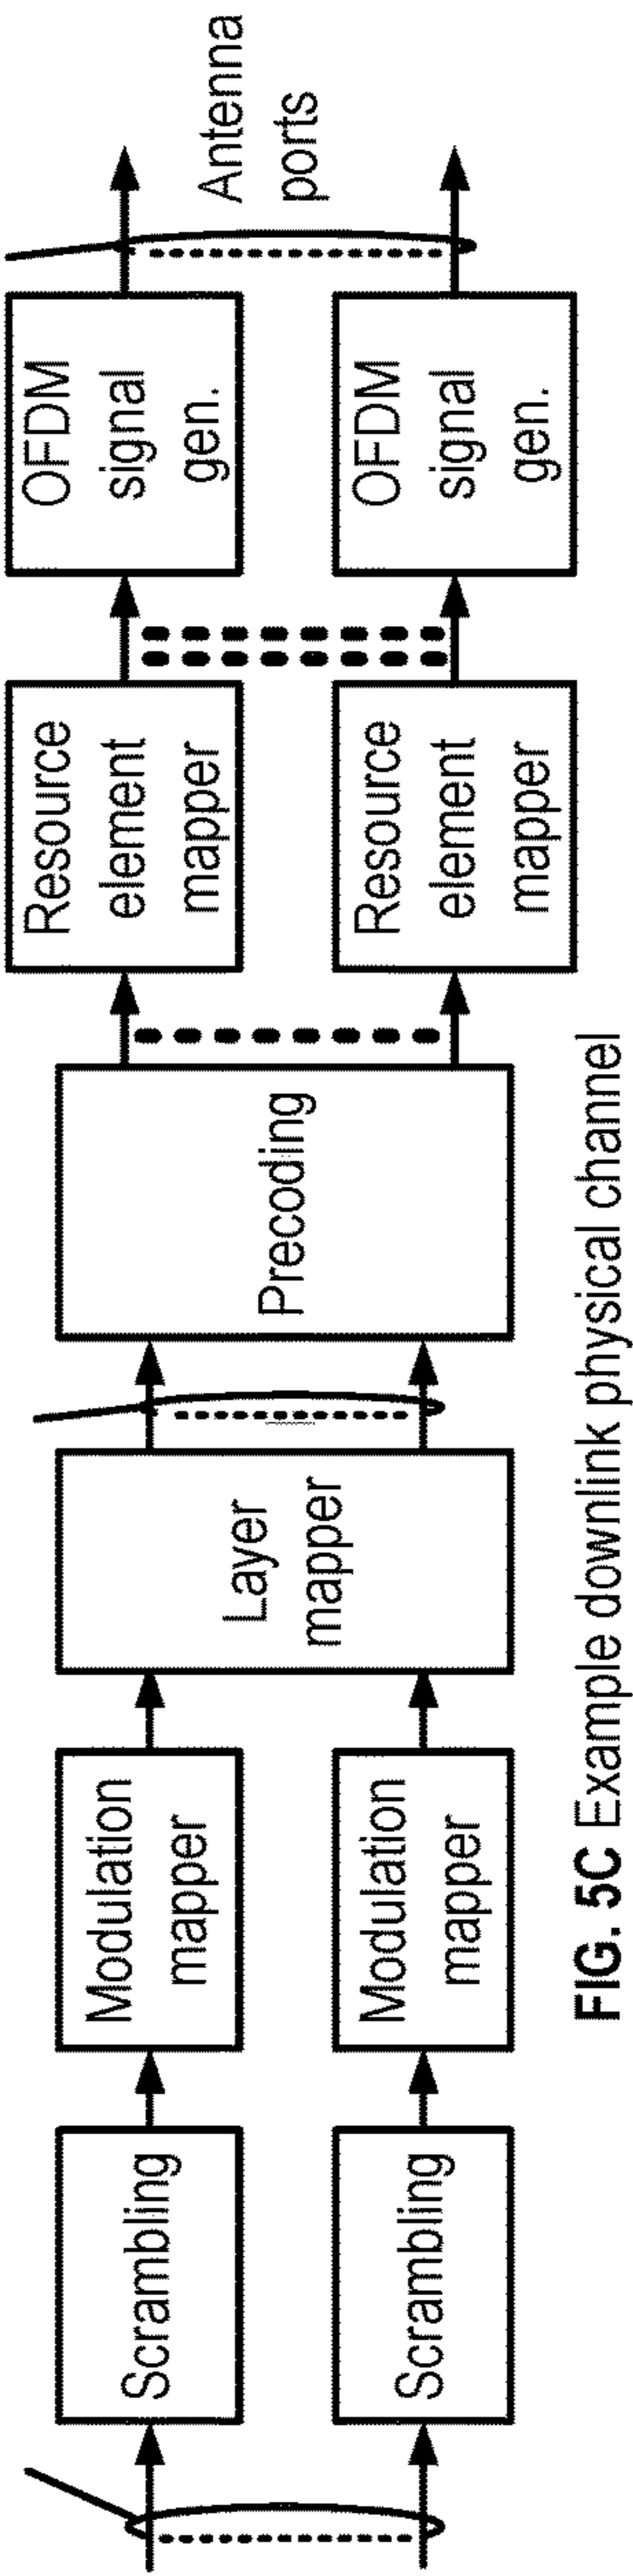 Scrambling
Scrambling
Modulation
mapper
Modulation
mapper
Layer
mapper
Precoding
Resource
element
mapper
Resource
element
mapper
OFDM
signal
gen.
OFDM
signal
gen.
Antenna
ports
FIG. 5C Example downlink physical channel